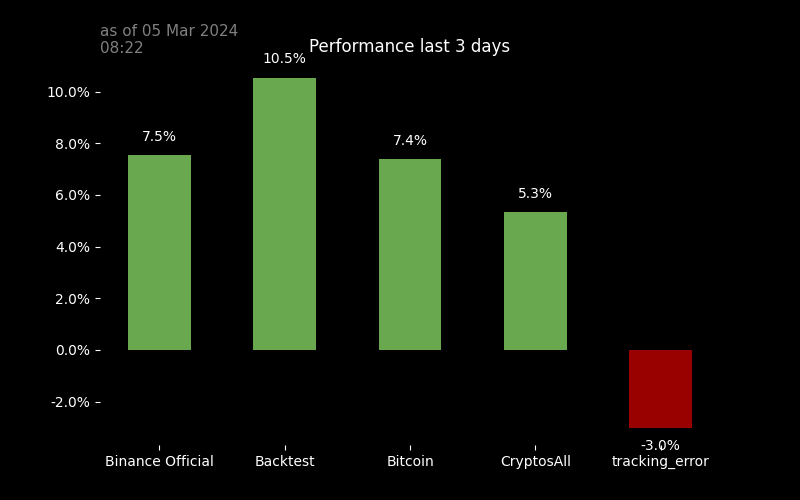 as of 05 Mar 2024
08:22
Performance last 3 days
10.5%
7.5%
7.4%
5.3%
-3.0%
10.0%
8.0%
6.0%
4.0%
2.0%
0.0%
-2.0%
Binance Official
Backtest
Bitcoin
CryptosAll
tracking_error